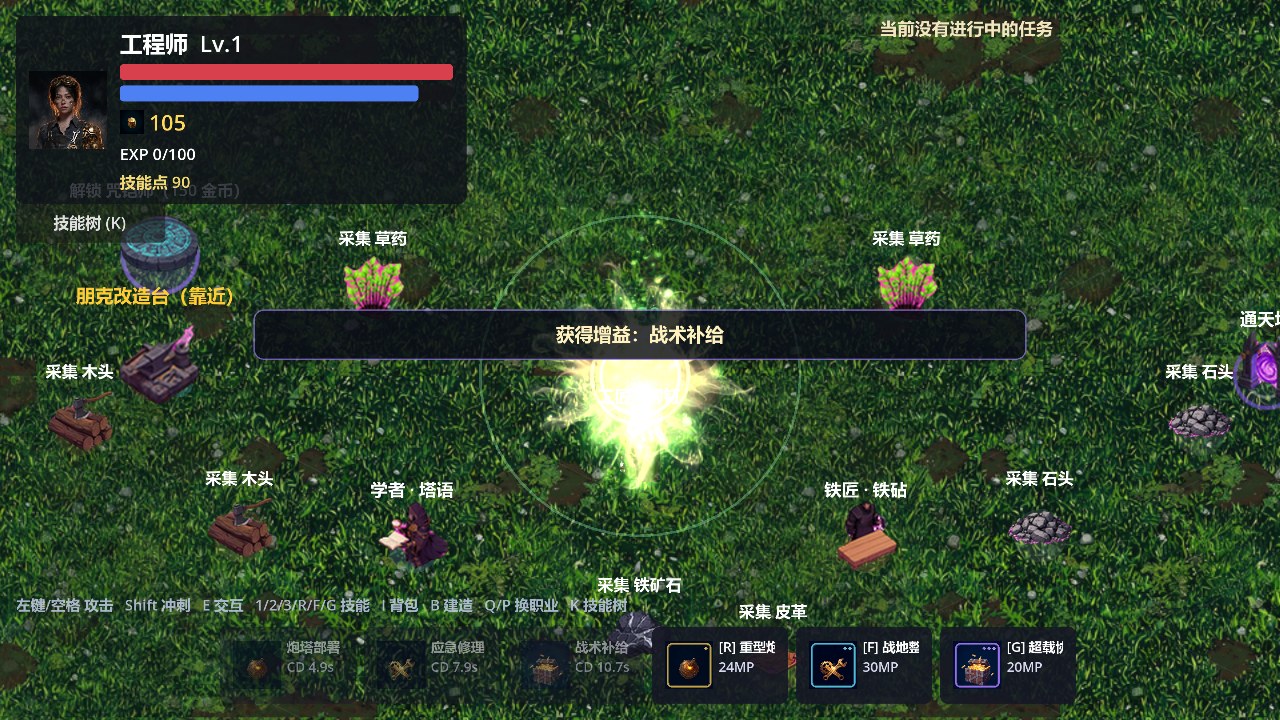 工程师 Lv.1
当前没有进行中的任务
105
EXP 0/100
技能点 90
技能树 (K)
采集 草药
采集 草药
朋克改造台（靠近）
获得增益：战术补给
采集 木头
采集 石头
采集 木头
学者 · 塔语
铁匠 · 铁砧
采集 石头
采集 铁矿石
采集 皮革
左键/空格 攻击 Shift 冲刺 E 交互 1/2/3/R/F/G 技能 I 背包 B 建造 Q/P 换职业 K 技能树
炮塔部署
CD 4.9s
应急修理
CD 7.9s
战术补给
CD 10.7s
[R] 重型
24MP
[F] 战地
30MP
[G] 超载
20MP
通天